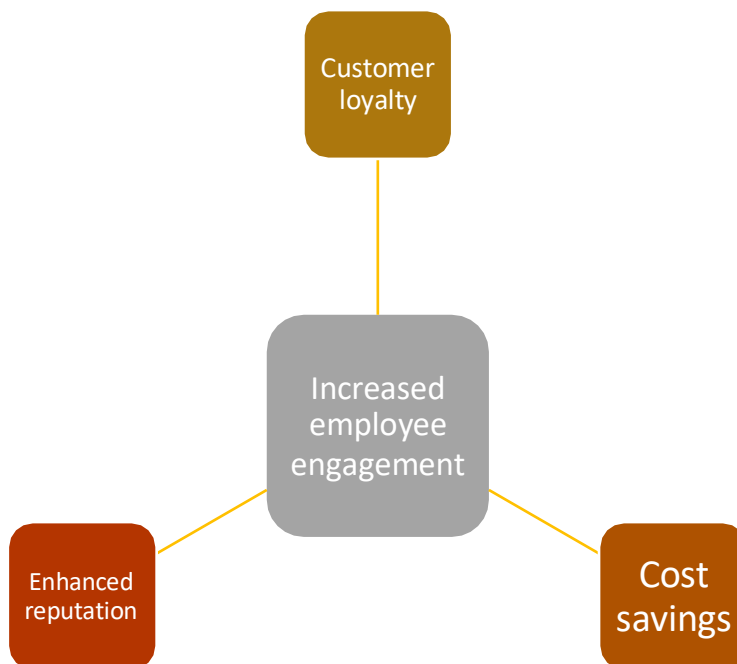 Customer
loyalty
Increased
employee
engagement
Enhanced
reputation
Cost
savings